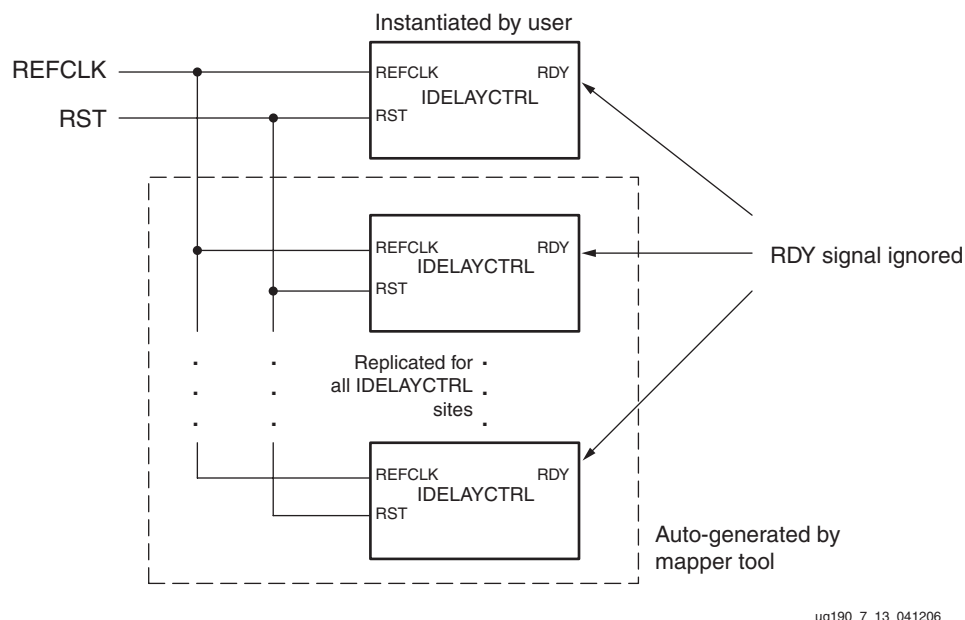 Instantiated by user
REFCLK
REFCLK
RDY
IDELAYCTRL
RST
RST
REFCLK
RDY
IDELAYCTRL
RST
RDY signal ignored
Replicated for
all IDELAYCTRL
sites
REFCLK
RDY
IDELAYCTRL
RST
Auto-generated by
mapper tool
ug190_7_13_041206